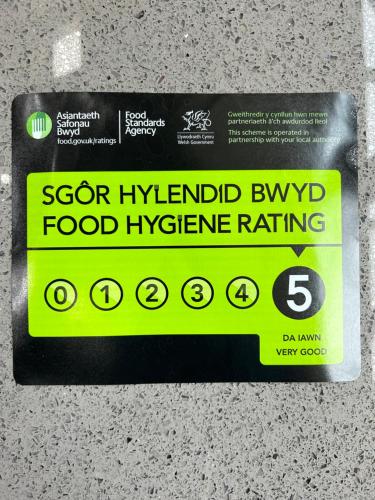 Asiantaeth
Safonau
Bwyd
food.gov.uk/ratings
Food
Standards
Agency
Llywodraeth Cymru
Welsh Government
Gweithredir y cynllun hwn mewn
partneriaeth â'ch awdurdod lleol
This scheme is operated in
partnership with your local authority
SGÔR HYLENDID BWYD
FOOD HYGIENE RATING
0 1 2 3 4 5
DA IAWN
VERY GOOD